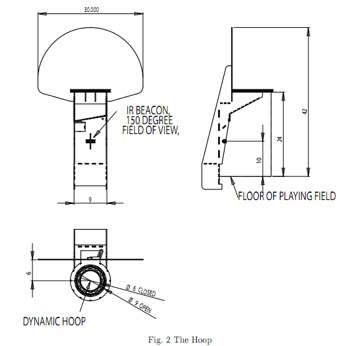 30.000
IR BEACON,
150 DEGREE
FIELD OF VIEW,
9
42
24
10
FLOOR OF PLAYING FIELD
6
Ø 6 CLOSED
Ø 9 OPEN
DYNAMIC HOOP
Fig. 2 The Hoop